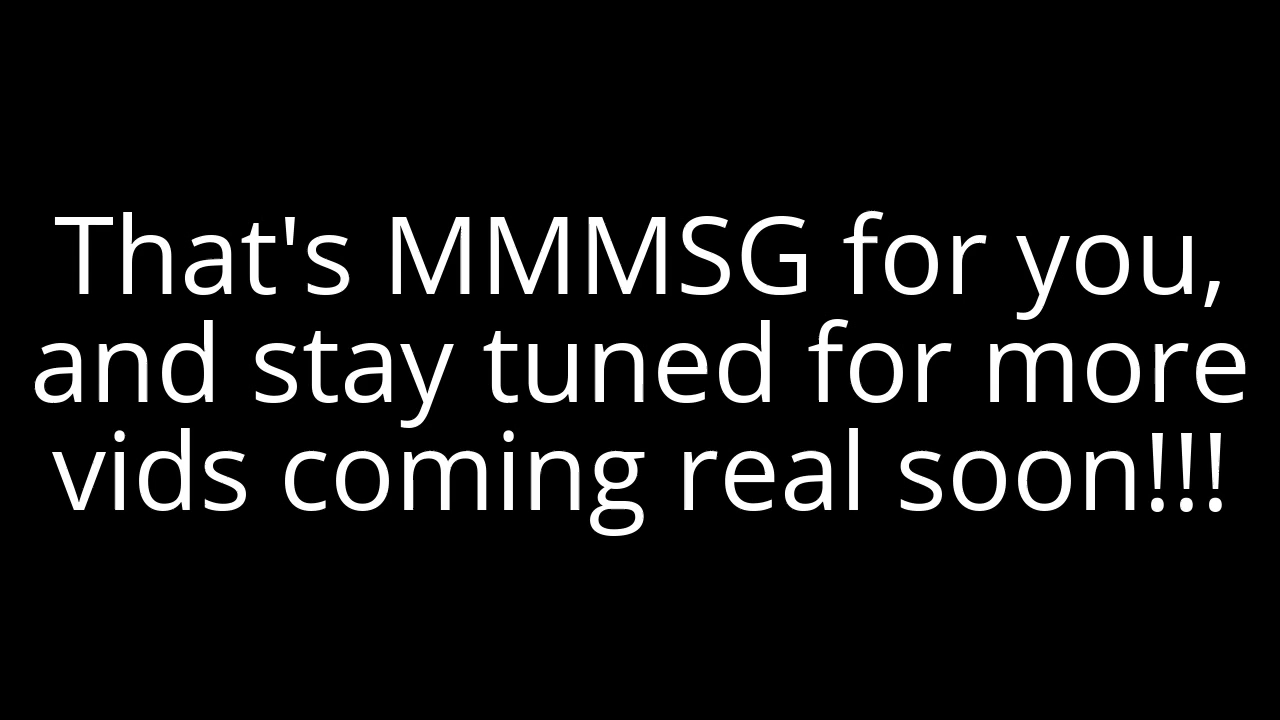 That's MMMSG for you,
and stay tuned for more
vids coming real soon!!!